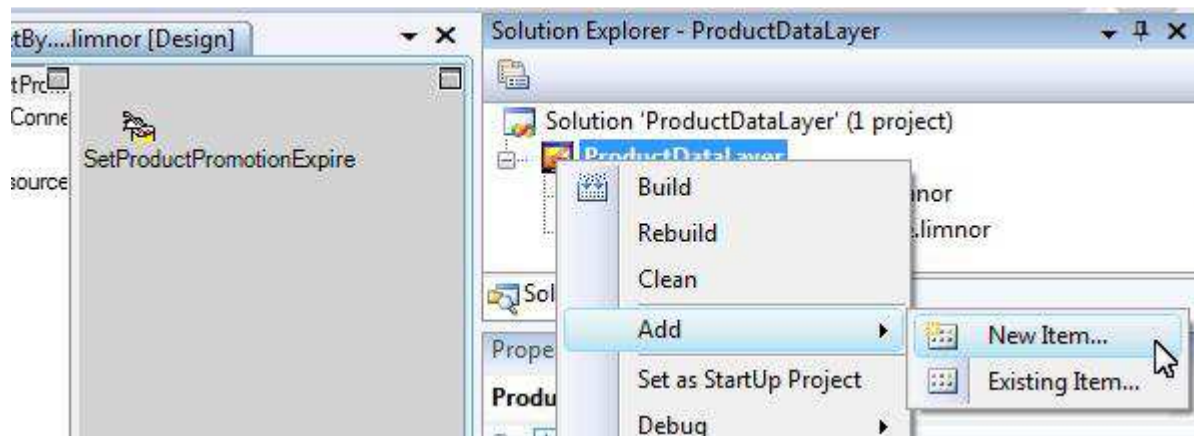 tBy....limnor [Design]
Conne
source
SetProductPromotionExpire
Solution Explorer - ProductDataLayer
Solution 'ProductDataLayer' (1 project)
ProductDataLayer
nor
.limnor
Build
Rebuild
Clean
Add
Set as StartUp Project
Debug
New Item...
Existing Item...
Sol
Prope
Produ